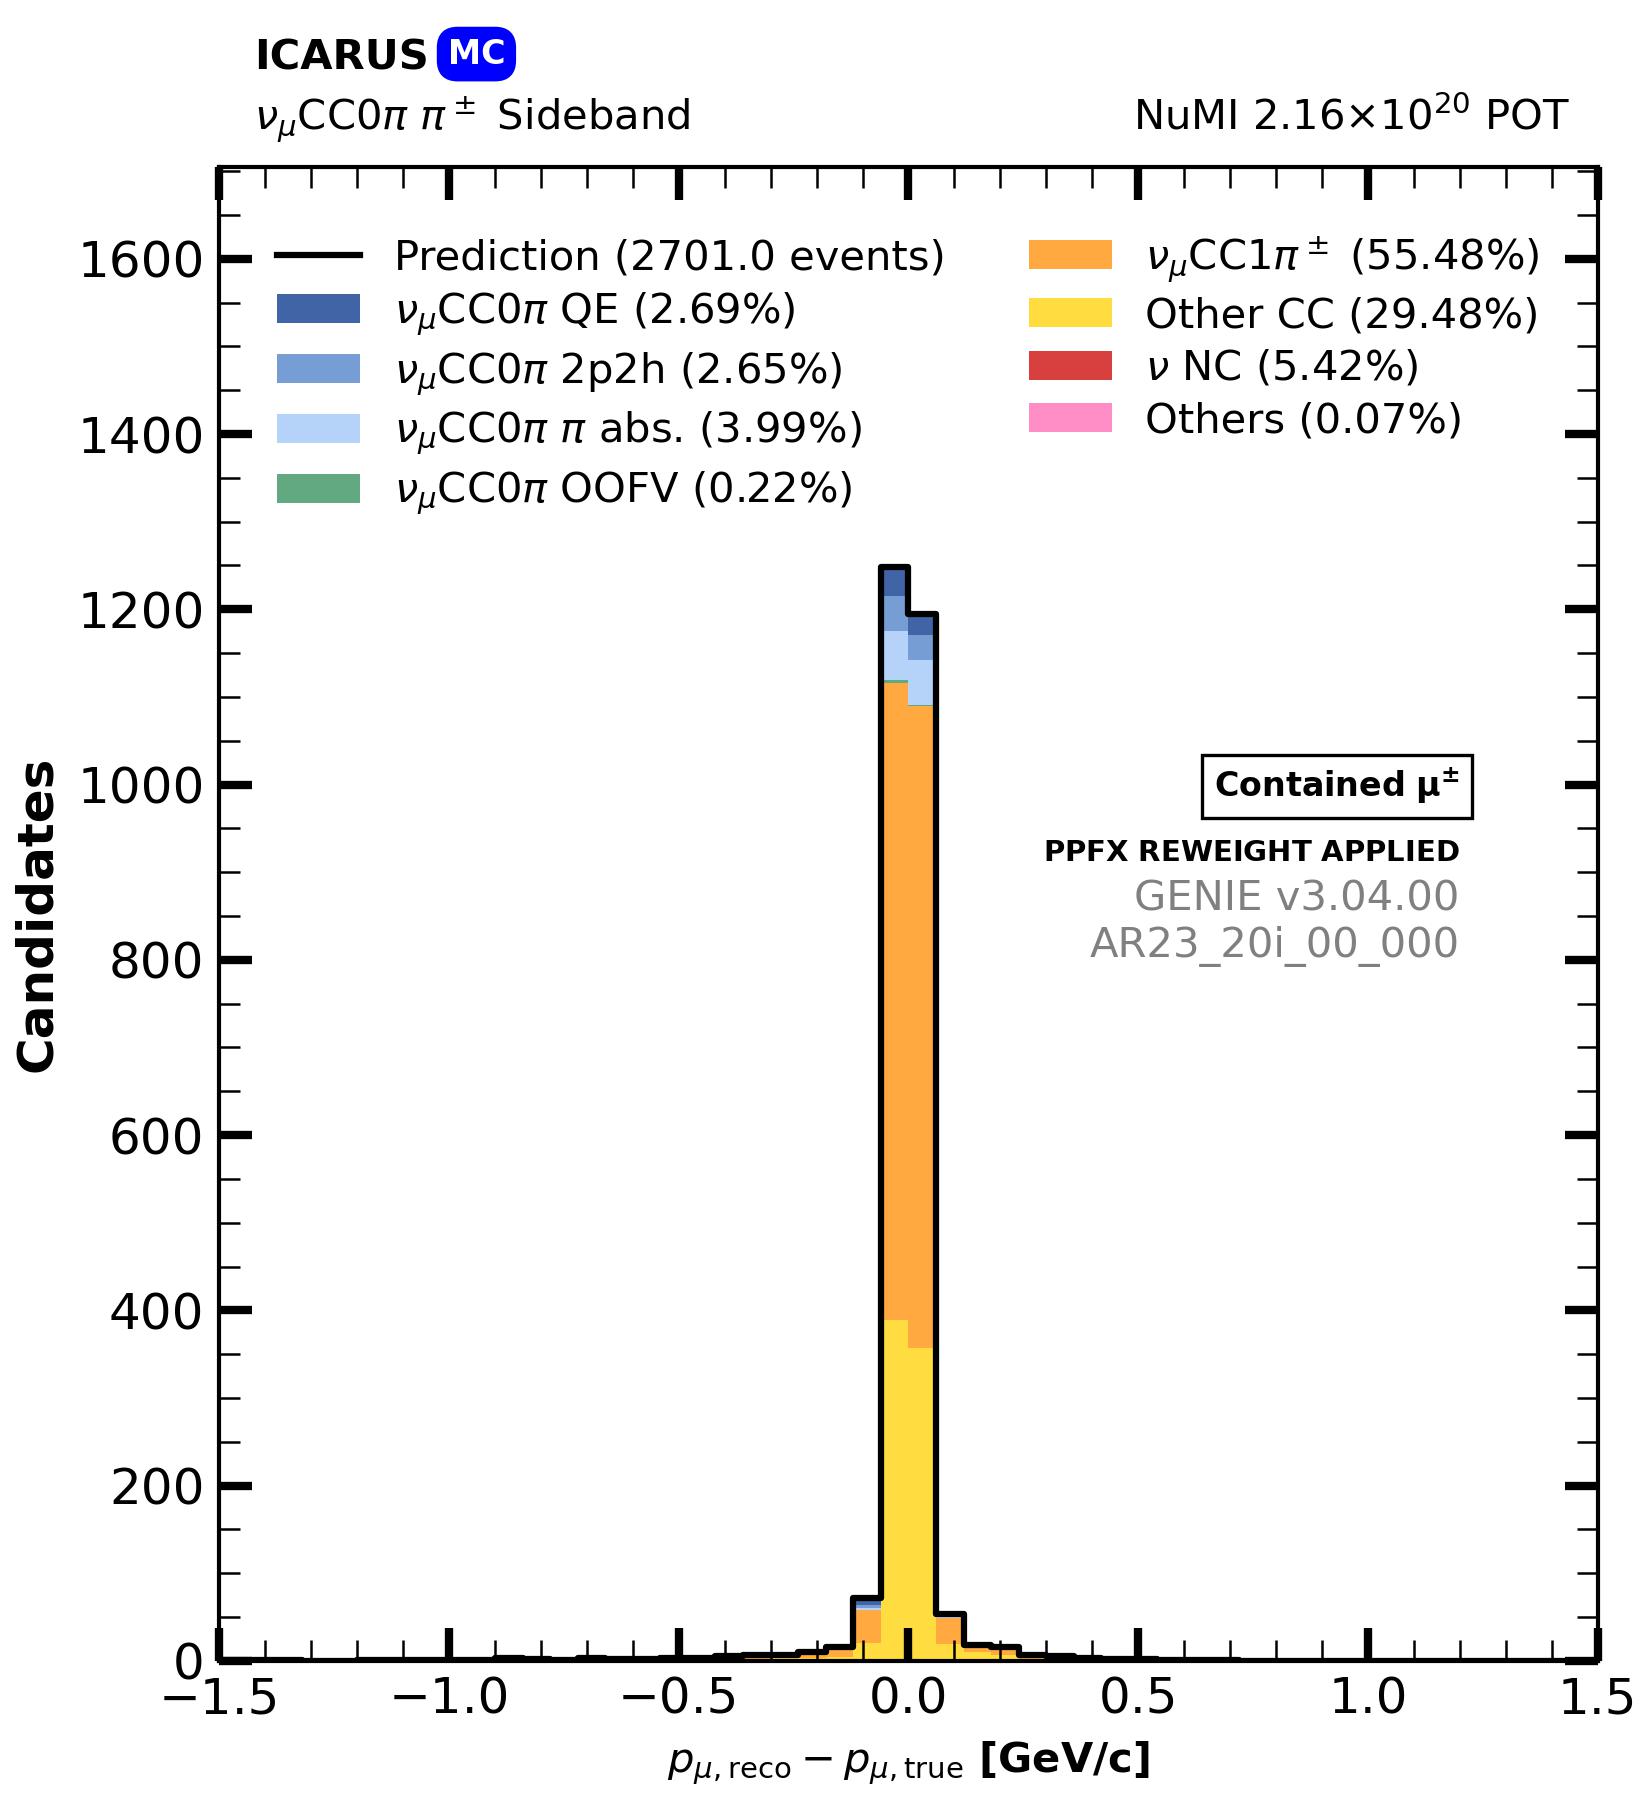 ICARUS MC
νμCC0π π± Sideband
NuMI 2.16×10²⁰ POT
Prediction (2701.0 events)
νμCC0π QE (2.69%)
νμCC0π 2p2h (2.65%)
νμCC0π π abs. (3.99%)
νμCC0π OOFV (0.22%)
νμCC1π± (55.48%)
Other CC (29.48%)
ν NC (5.42%)
Others (0.07%)
Contained μ±
PPFX REWEIGHT APPLIED
GENIE v3.04.00
AR23_20i_00_000
Candidates
1600
1400
1200
1000
800
600
400
200
0
−1.5
−1.0
−0.5
0.0
0.5
1.0
1.5
pμ,reco − pμ,true [GeV/c]